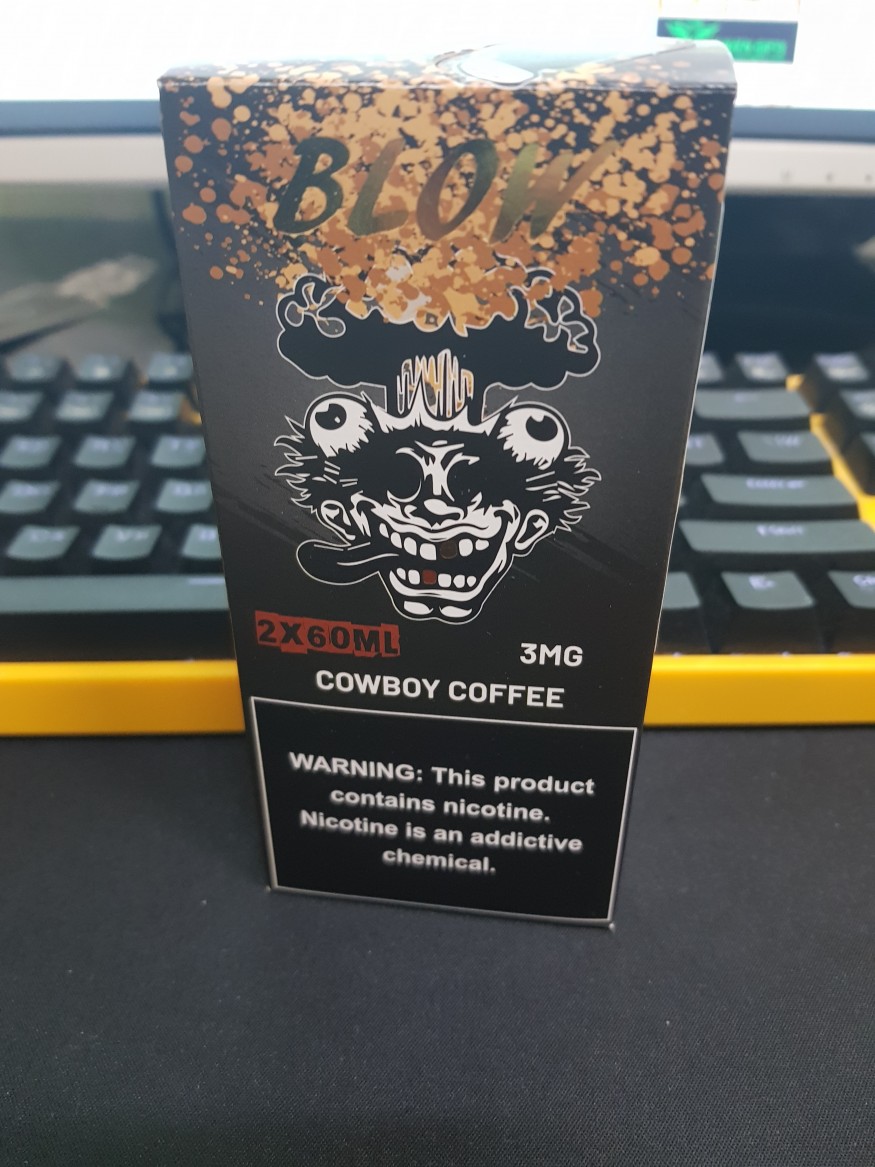 BLOW
2X60ML
3MG
COWBOY COFFEE
WARNING: This product
contains nicotine.
Nicotine is an addictive
chemical.